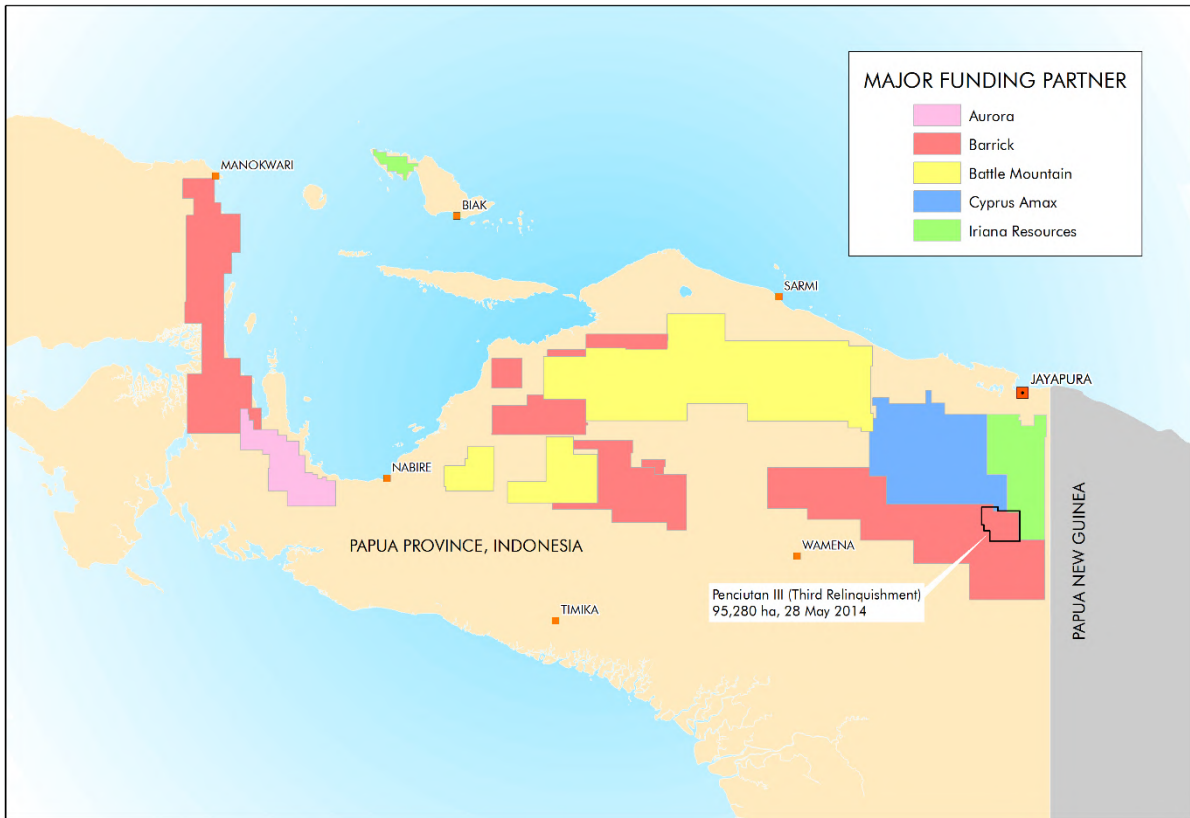 MAJOR FUNDING PARTNER
Aurora
Barrick
Battle Mountain
Cyprus Amax
Iriana Resources
MANOKWARI
BIAK
SARMI
JAYAPURA
NABIRE
PAPUA PROVINCE, INDONESIA
WAMENA
Penciutan III (Third Relinquishment)
95,280 ha, 28 May 2014
TIMIKA
PAPUA NEW GUINEA